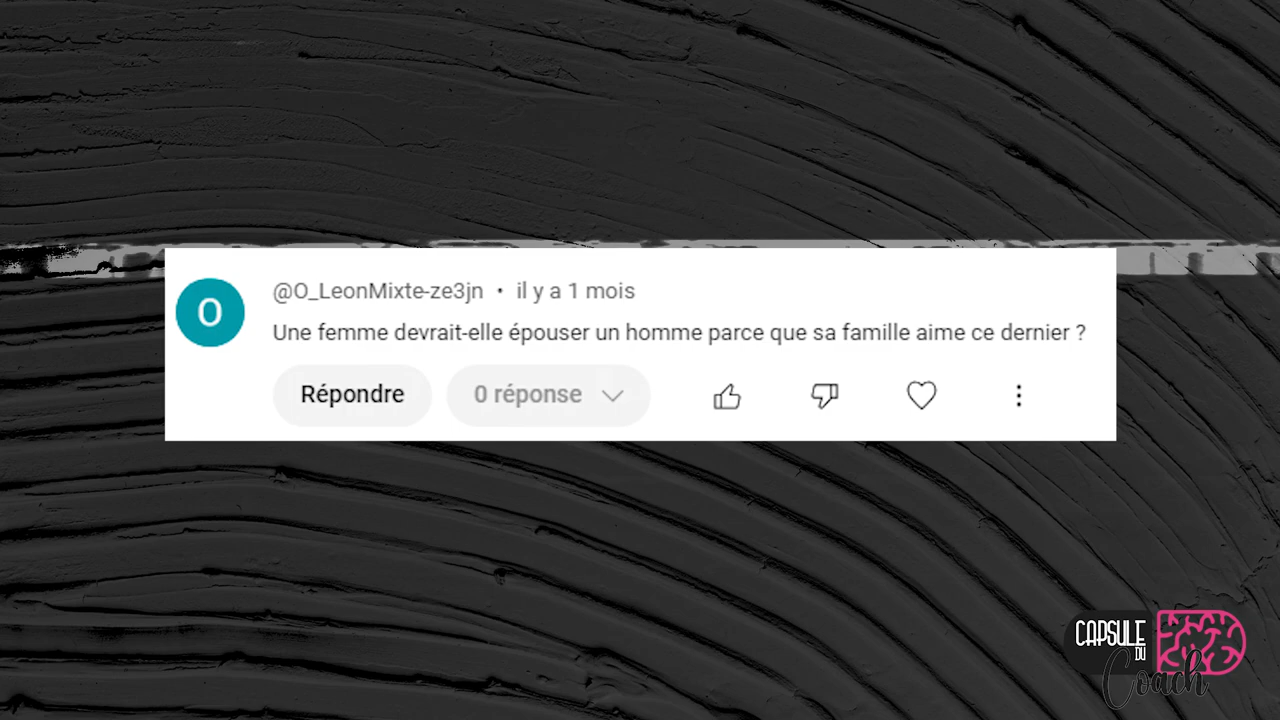 @O_LeonMixte-ze3jn • il y a 1 mois
Une femme devrait-elle épouser un homme parce que sa famille aime ce dernier ?
Répondre 0 réponse
CAPSULE
DU
Coach